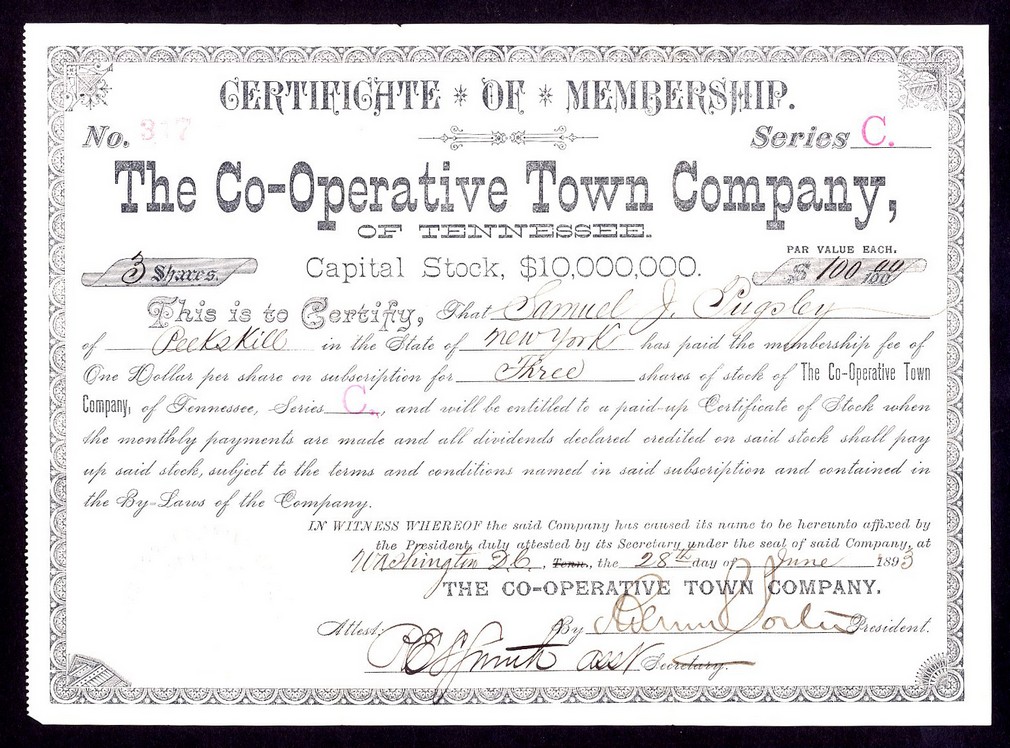 CERTIFICATE * OF * MEMBERSHIP.
No. 377 Series C.
The Co-Operative Town Company,
OF TENNESSEE.
PAR VALUE EACH.
3 Shares. Capital Stock, $10,000,000. $100 00/100
This is to Certify, That Samuel J. Pugsley
of Peekskill in the State of New York has paid the membership fee of
One Dollar per share on subscription for Three shares of stock of The Co-Operative Town
Company, of Tennessee, Series C., and will be entitled to a paid-up Certificate of Stock when
the monthly payments are made and all dividends declared credited on said stock shall pay
up said stock, subject to the terms and conditions named in said subscription and contained in
the By-Laws of the Company.
IN WITNESS WHEREOF the said Company has caused its name to be hereunto affixed by
the President, duly attested by its Secretary under the seal of said Company, at
Washington D.C., Tenn., the 28th day of June 1893
THE CO-OPERATIVE TOWN COMPANY.
Attest: By President.
Smith asst Secretary.